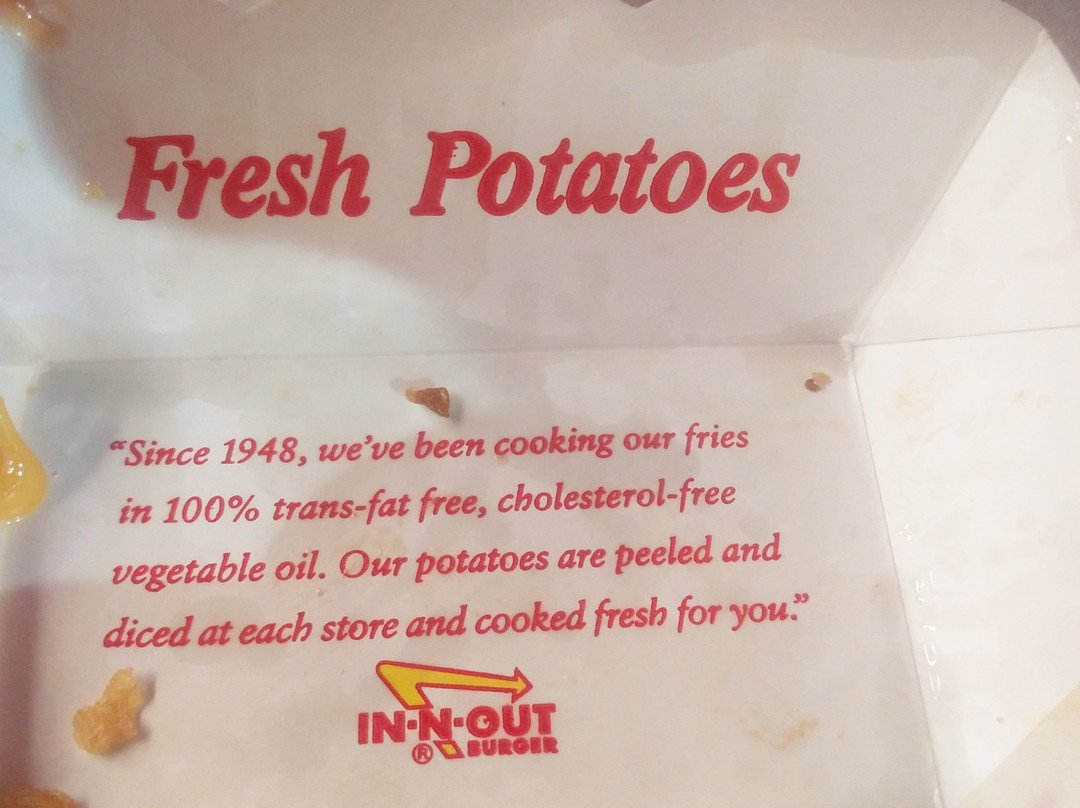 Fresh Potatoes
“Since 1948, we’ve been cooking our fries
in 100% trans-fat free, cholesterol-free
vegetable oil. Our potatoes are peeled and
diced at each store and cooked fresh for you.”
IN-N-OUT
® BURGER